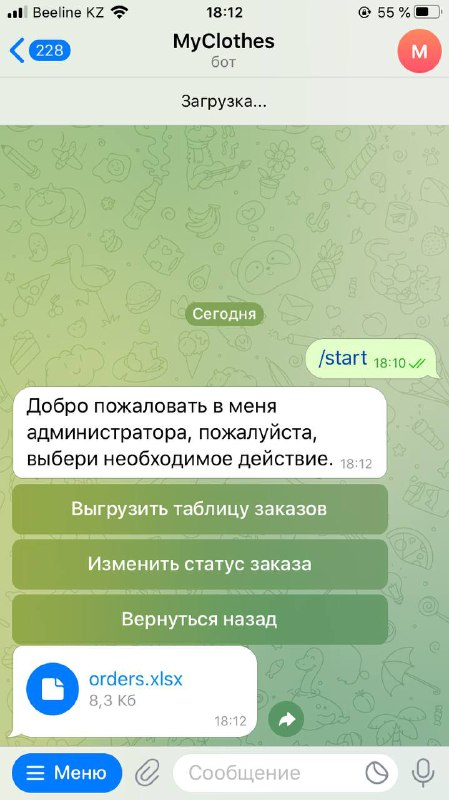 Beeline KZ 18:12 55 %
228 MyClothes M
бот
Загрузка...
Сегодня
/start 18:10
Добро пожаловать в меня
администратора, пожалуйста,
выбери необходимое действие. 18:12
Выгрузить таблицу заказов
Изменить статус заказа
Вернуться назад
orders.xlsx
8,3 Кб
18:12
Меню Сообщение